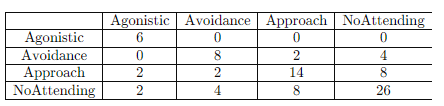 Agonistic Avoidance Approach NoAttending
Agonistic 6 0 0 0
Avoidance 0 8 2 4
Approach 2 2 14 8
NoAttending 2 4 8 26